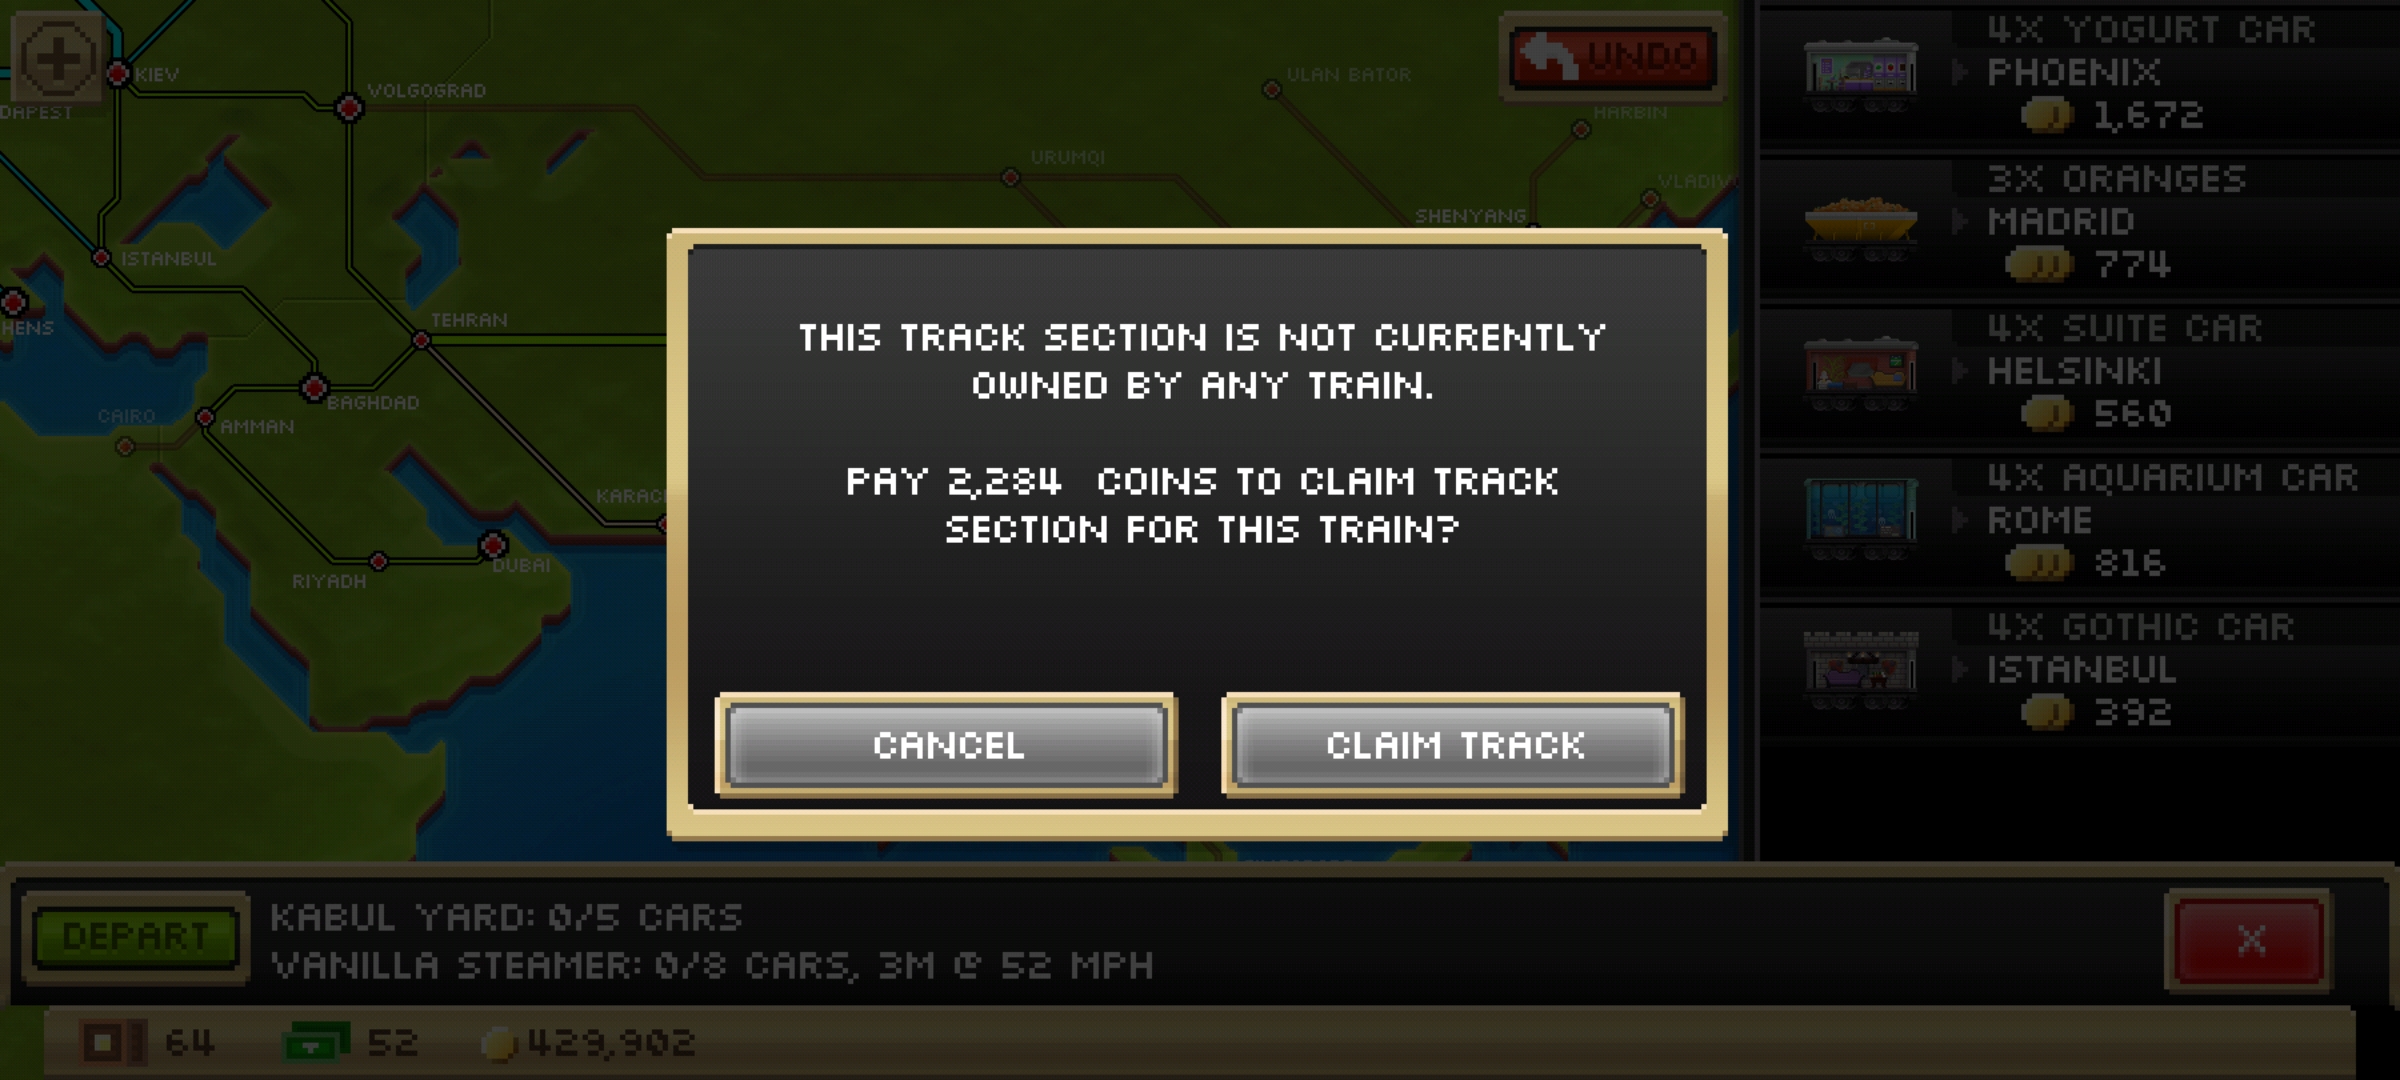 KIEV
DAPEST
VOLGOGRAD
ULAN BATOR
UNDO
HARBIN
URUMQI
SHENYANG
ISTANBUL
HENS
TEHRAN
BAGHDAD
CAIRO
AMMAN
RIYADH
DUBAI
THIS TRACK SECTION IS NOT CURRENTLY
OWNED BY ANY TRAIN.
PAY 2,284 COINS TO CLAIM TRACK
SECTION FOR THIS TRAIN?
CANCEL
CLAIM TRACK
4X YOGURT CAR
PHOENIX
1,672
3X ORANGES
MADRID
774
4X SUITE CAR
HELSINKI
560
4X AQUARIUM CAR
ROME
816
4X GOTHIC CAR
ISTANBUL
392
DEPART
KABUL YARD: 0/5 CARS
VANILLA STEAMER: 0/8 CARS, 3M @ 52 MPH
X
64
52
429,902